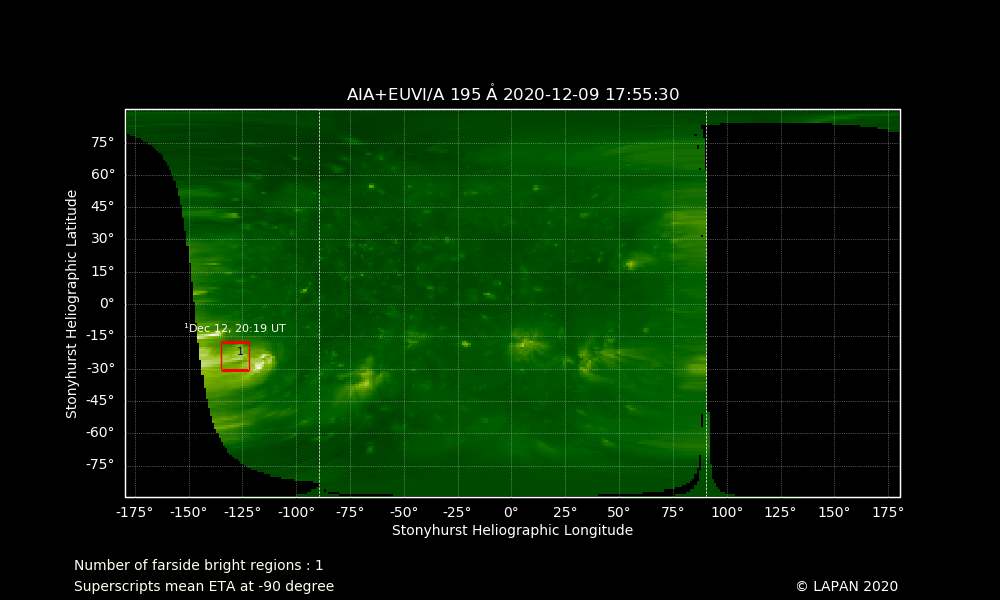 AIA+EUVI/A 195 Å 2020-12-09 17:55:30
75°
60°
45°
30°
15°
0°
-15°
-30°
-45°
-60°
-75°
Stonyhurst Heliographic Latitude
¹Dec 12, 20:19 UT
1
-175° -150° -125° -100° -75° -50° -25° 0° 25° 50° 75° 100° 125° 150° 175°
Stonyhurst Heliographic Longitude
Number of farside bright regions : 1
Superscripts mean ETA at -90 degree
© LAPAN 2020